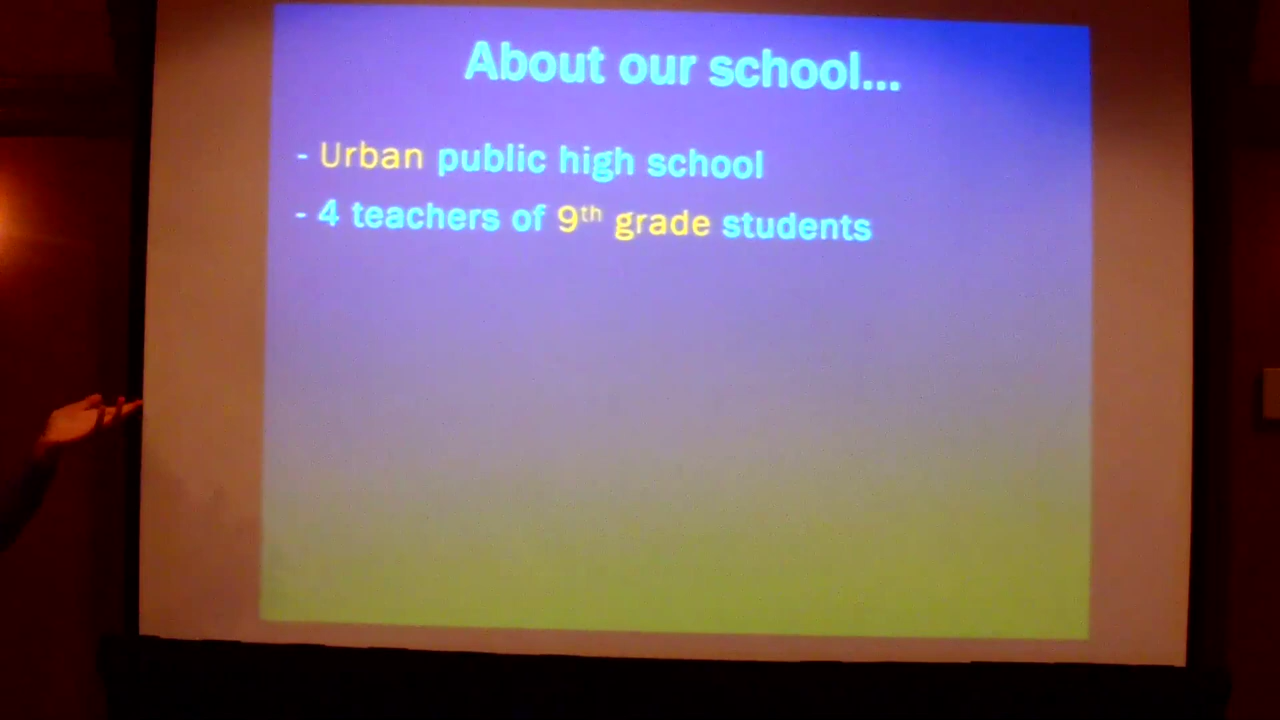 About our school...
- Urban public high school
- 4 teachers of 9th grade students